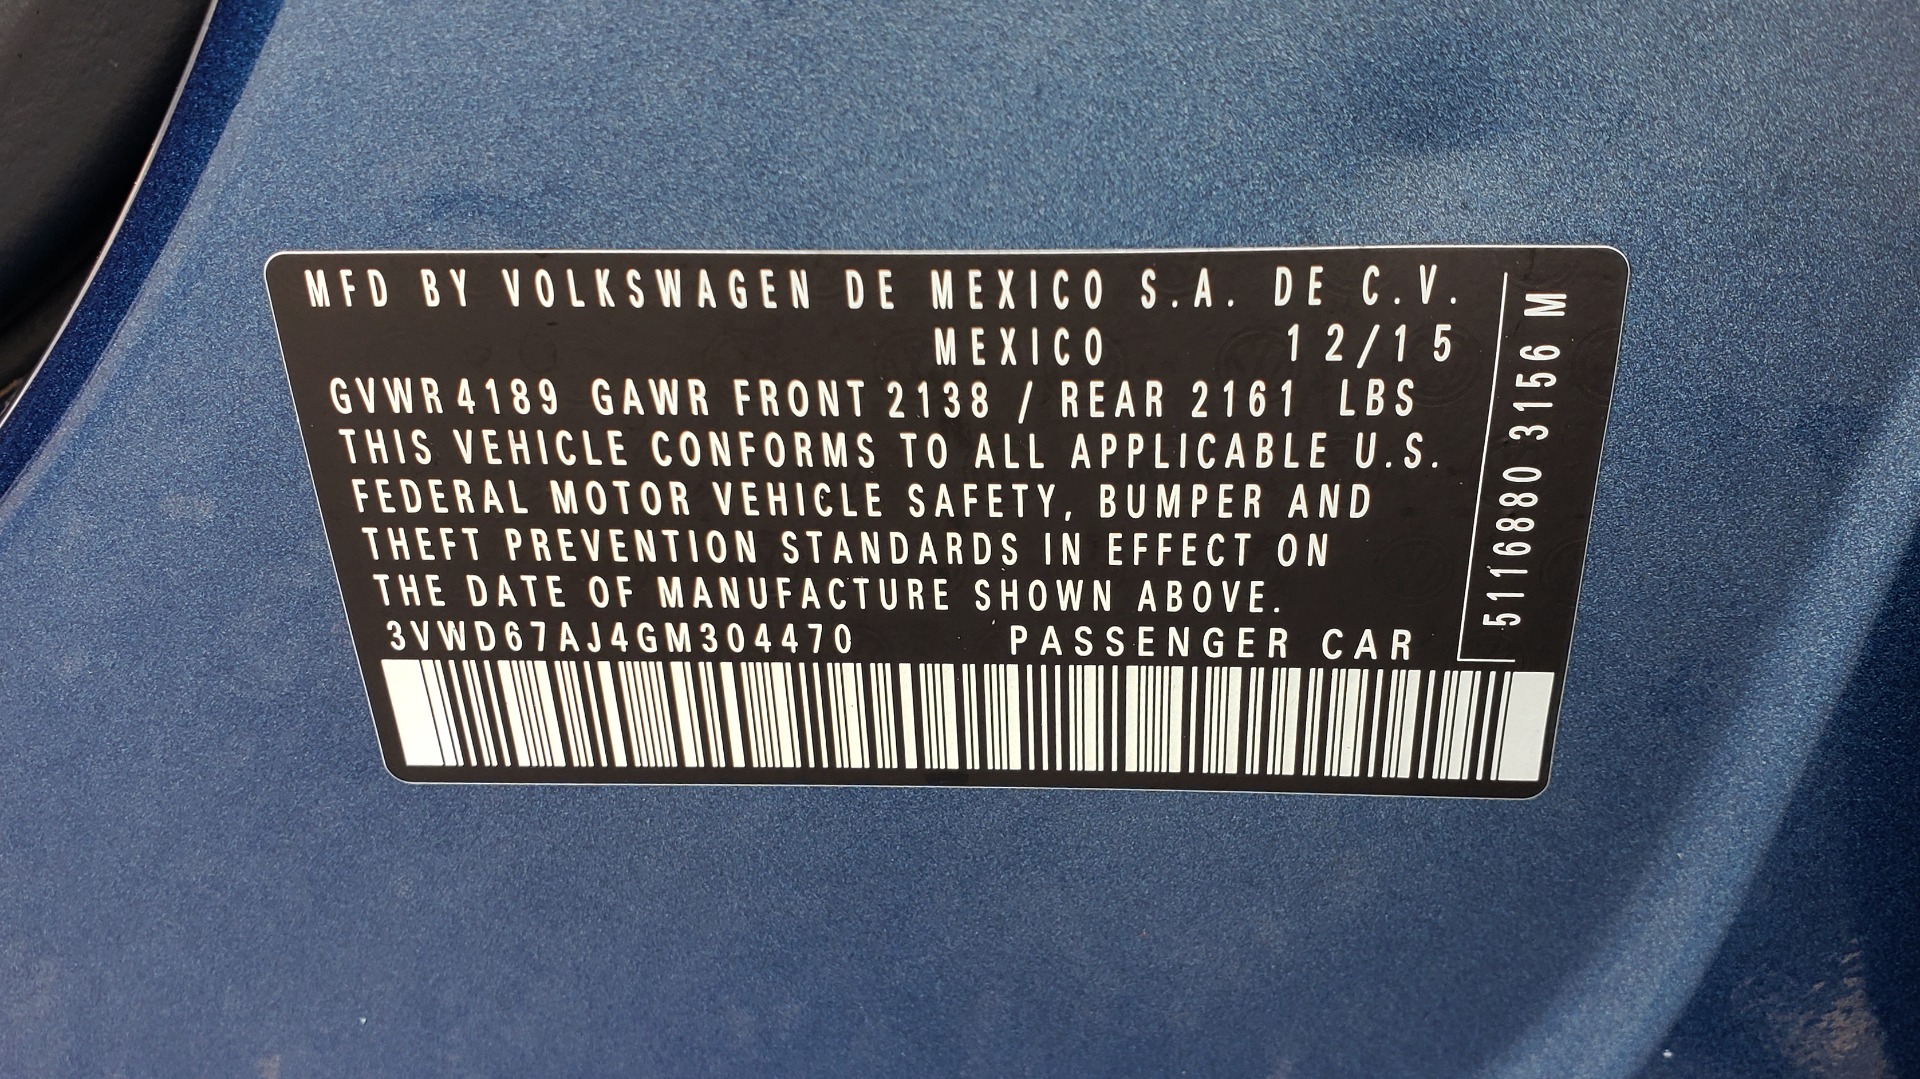 MFD BY VOLKSWAGEN DE MEXICO S.A. DE C.V.
MEXICO 12/15
GVWR 4189 GAWR FRONT 2138 / REAR 2161 LBS
THIS VEHICLE CONFORMS TO ALL APPLICABLE U.S.
FEDERAL MOTOR VEHICLE SAFETY, BUMPER AND
THEFT PREVENTION STANDARDS IN EFFECT ON
THE DATE OF MANUFACTURE SHOWN ABOVE.
3VWD67AJ4GM304470 PASSENGER CAR
5116880 3156 M